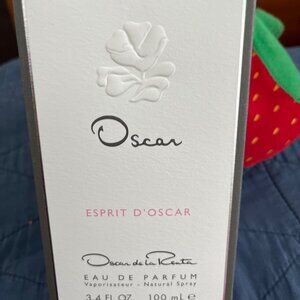 Oscar
ESPRIT D'OSCAR
Oscar de la Renta
EAU DE PARFUM
Vaporisateur - Natural Spray
3.4 FL OZ 100 mL e